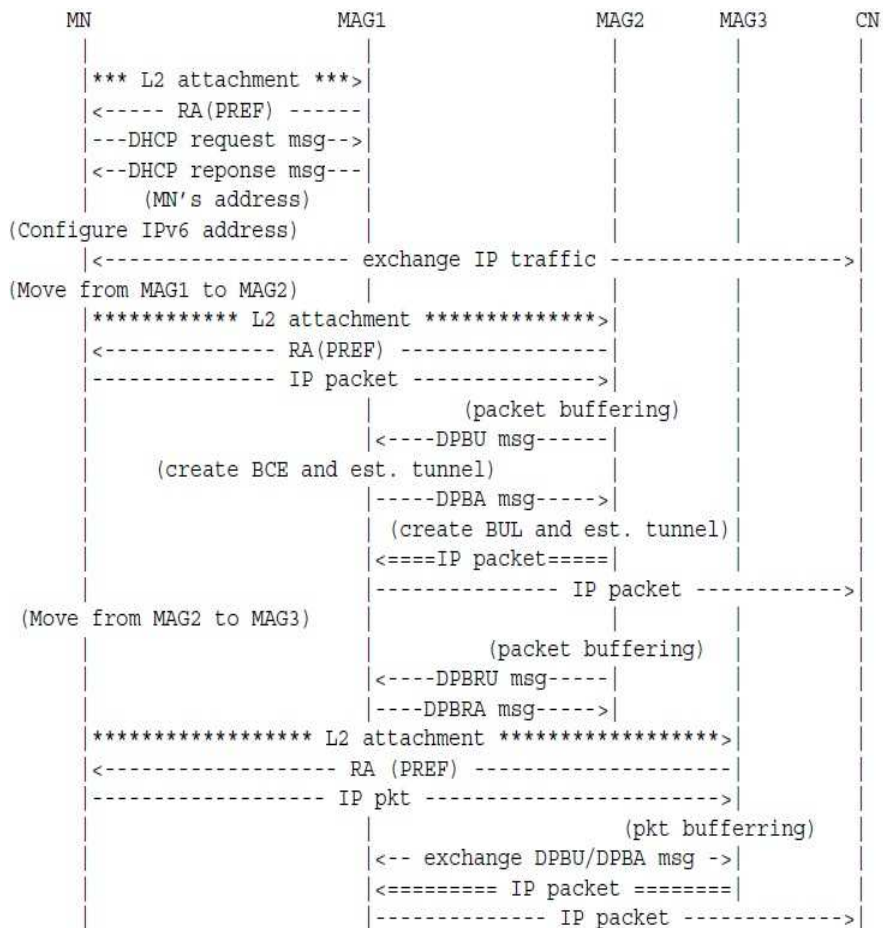 MN MAG1 MAG2 MAG3 CN
*** L2 attachment ***>
<----- RA(PREF) ------
---DHCP request msg-->
<--DHCP reponse msg---
(MN's address)
(Configure IPv6 address)
<-------------------- exchange IP traffic ------------------->
(Move from MAG1 to MAG2)
************ L2 attachment **************>
<-------------- RA(PREF) -----------------
--------------- IP packet --------------->
(packet buffering)
<----DPBU msg------
(create BCE and est. tunnel)
-----DPBA msg----->
(create BUL and est. tunnel)
<====IP packet=====
--------------- IP packet ------------>
(Move from MAG2 to MAG3)
(packet buffering)
<----DPBRU msg-----
----DPBRA msg----->
****************** L2 attachment ******************>
<------------------- RA (PREF) ---------------------
------------------- IP pkt ------------------------>
(pkt bufferring)
<-- exchange DPBU/DPBA msg ->
<========= IP packet ========
-------------- IP packet ------------->